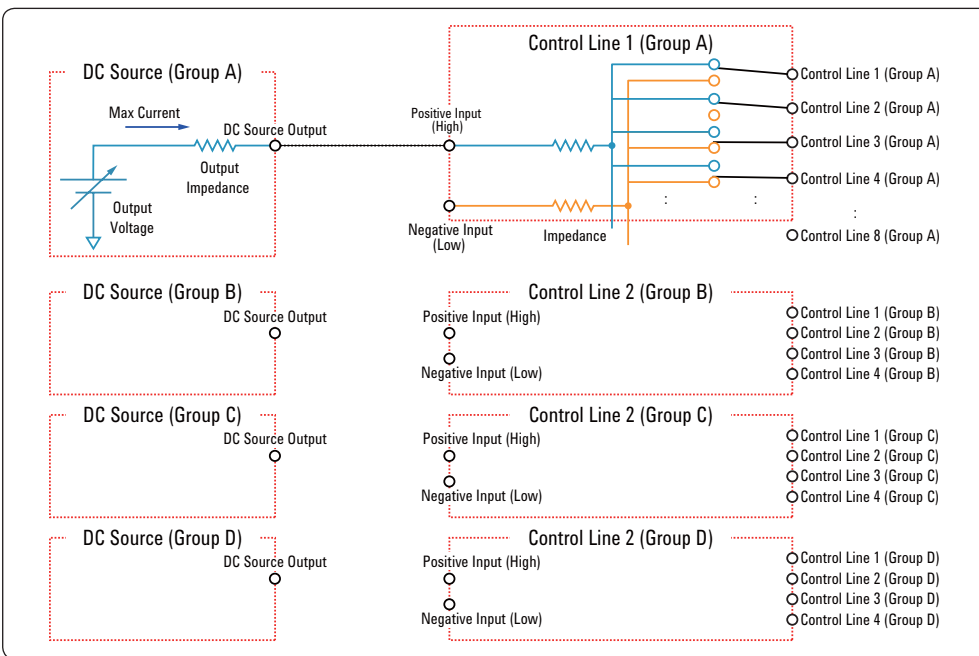 Control Line 1 (Group A)
DC Source (Group A)
Max Current
DC Source Output
Output
Impedance
Output
Voltage
Positive Input
(High)
Negative Input
(Low)
Impedance
:
:
:
Control Line 1 (Group A)
Control Line 2 (Group A)
Control Line 3 (Group A)
Control Line 4 (Group A)
Control Line 8 (Group A)
DC Source (Group B)
DC Source Output
Control Line 2 (Group B)
Positive Input (High)
Negative Input (Low)
Control Line 1 (Group B)
Control Line 2 (Group B)
Control Line 3 (Group B)
Control Line 4 (Group B)
DC Source (Group C)
DC Source Output
Control Line 2 (Group C)
Positive Input (High)
Negative Input (Low)
Control Line 1 (Group C)
Control Line 2 (Group C)
Control Line 3 (Group C)
Control Line 4 (Group C)
DC Source (Group D)
DC Source Output
Control Line 2 (Group D)
Positive Input (High)
Negative Input (Low)
Control Line 1 (Group D)
Control Line 2 (Group D)
Control Line 3 (Group D)
Control Line 4 (Group D)